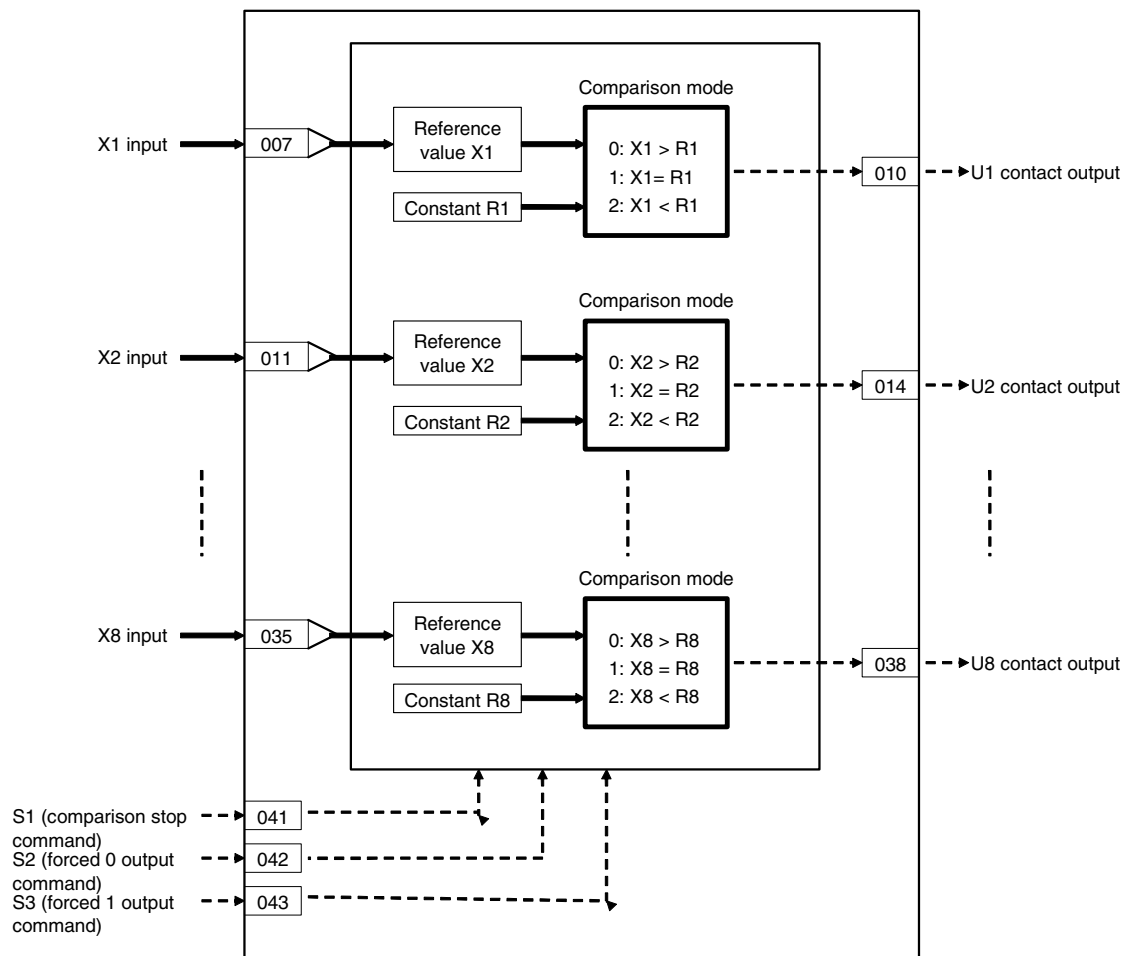 Comparison mode
X1 input
007
Reference
value X1
Constant R1
0: X1 > R1
1: X1= R1
2: X1 < R1
010
U1 contact output
Comparison mode
X2 input
011
Reference
value X2
Constant R2
0: X2 > R2
1: X2 = R2
2: X2 < R2
014
U2 contact output
Comparison mode
X8 input
035
Reference
value X8
Constant R8
0: X8 > R8
1: X8 = R8
2: X8 < R8
038
U8 contact output
S1 (comparison stop
command)
041
S2 (forced 0 output
command)
042
S3 (forced 1 output
command)
043